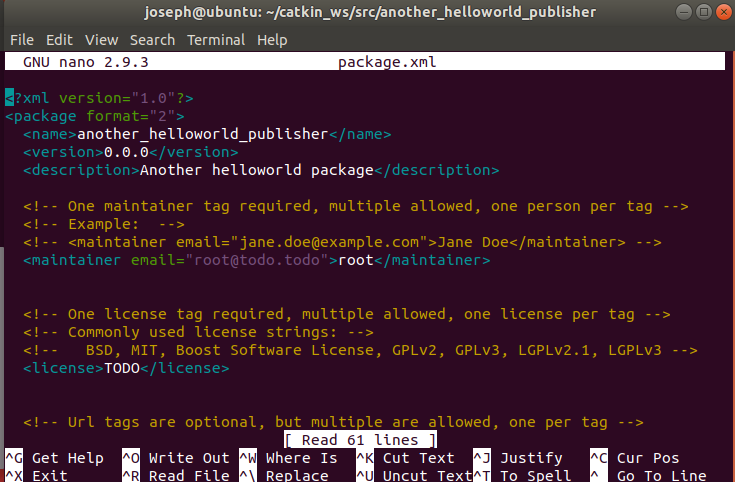 joseph@ubuntu: ~/catkin_ws/src/another_helloworld_publisher
File Edit View Search Terminal Help
GNU nano 2.9.3 package.xml
<?xml version="1.0"?>
<package format="2">
<name>another_helloworld_publisher</name>
<version>0.0.0</version>
<description>Another helloworld package</description>
<!-- One maintainer tag required, multiple allowed, one person per tag -->
<!-- Example:  -->
<!-- <maintainer email="jane.doe@example.com">Jane Doe</maintainer> -->
<maintainer email="root@todo.todo">root</maintainer>
<!-- One license tag required, multiple allowed, one license per tag -->
<!-- Commonly used license strings: -->
<!--   BSD, MIT, Boost Software License, GPLv2, GPLv3, LGPLv2.1, LGPLv3 -->
<license>TODO</license>
<!-- Url tags are optional, but multiple are allowed, one per tag -->
[ Read 61 lines ]
^G Get Help ^O Write Out ^W Where Is ^K Cut Text ^J Justify ^C Cur Pos
^X Exit ^R Read File ^\ Replace ^U Uncut Text ^T To Spell ^_ Go To Line